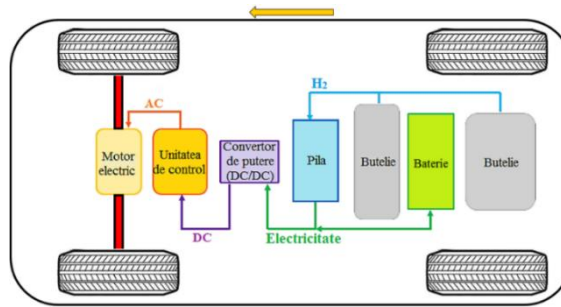 H₂
AC
Motor
electric
Unitatea
de control
Convertor
de putere
(DC/DC)
Pila
Butelie
Baterie
Butelie
DC
Electricitate